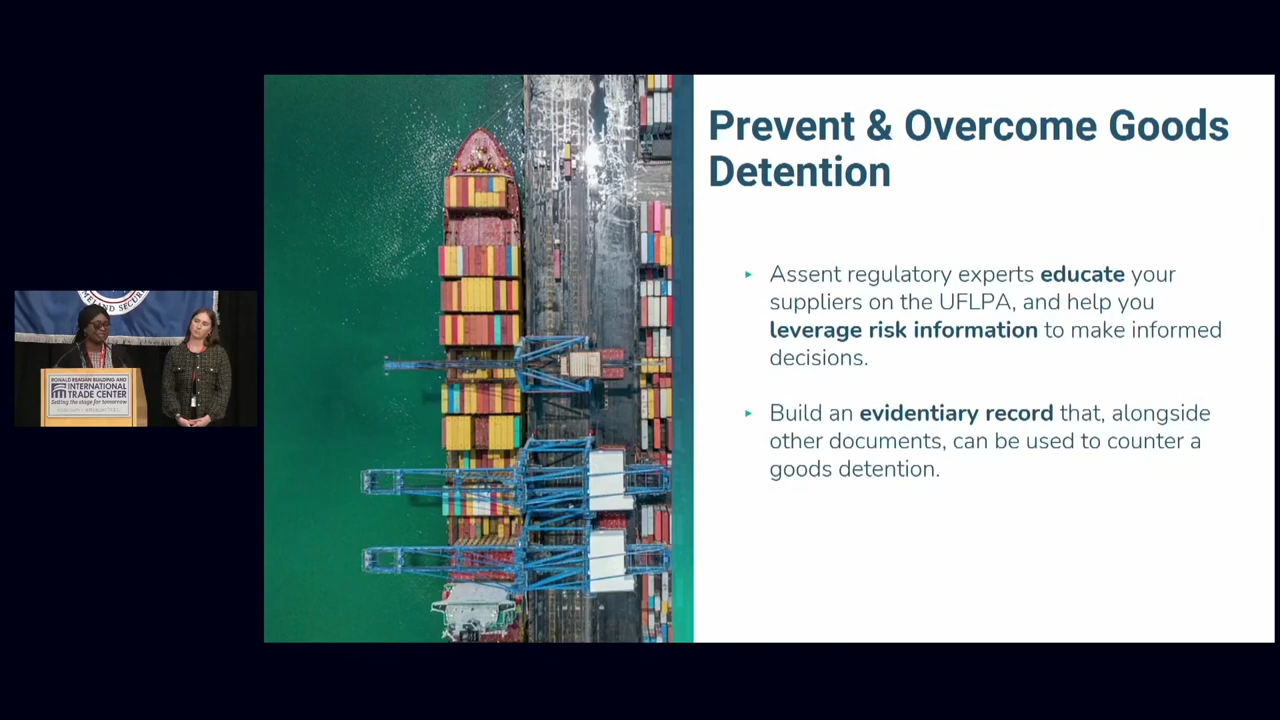 Prevent & Overcome Goods
Detention
▸ Assent regulatory experts educate your
suppliers on the UFLPA, and help you
leverage risk information to make informed
decisions.
▸ Build an evidentiary record that, alongside
other documents, can be used to counter a
goods detention.
RONALD REAGAN BUILDING AND
INTERNATIONAL
TRADE CENTER
Setting the stage for tomorrow